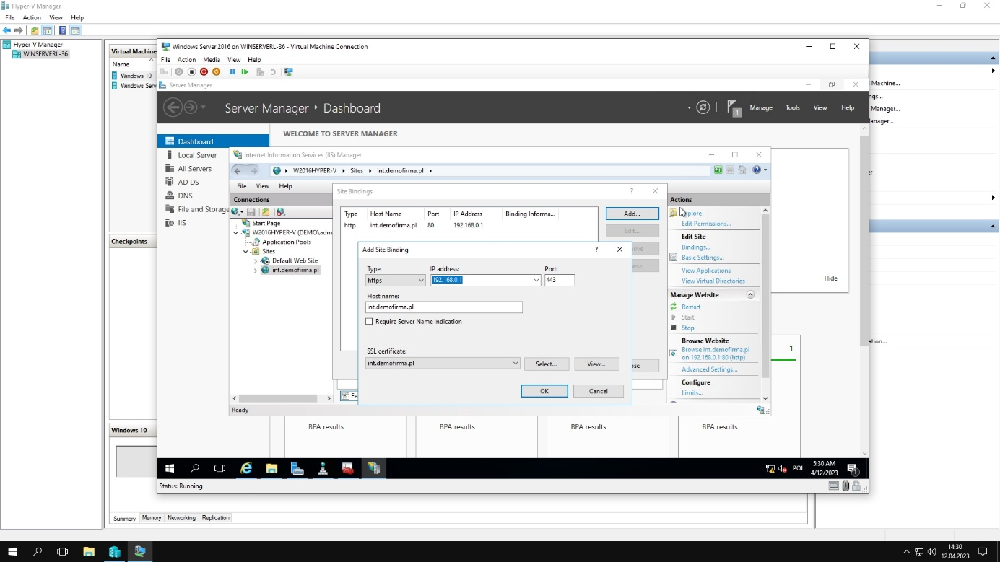 Hyper-V Manager
File Action View Help
Hyper-V Manager
WINSERVERL-36
Virtual Machine
Name
Windows 10
Windows Serv
Checkpoints
Windows 10
Summary Memory Networking Replication
Machine...
ngs...
Manager...
Manager...
Windows Server 2016 on WINSERVERL-36 - Virtual Machine Connection
File Action Media View Help
Server Manager
Server Manager Dashboard
1
Manage Tools View Help
WELCOME TO SERVER MANAGER
Dashboard
Local Server
All Servers
AD DS
DNS
File and Storage
IIS
Hide
1
BPA results BPA results BPA results BPA results
Internet Information Services (IIS) Manager
W2016HYPER-V Sites int.demofirma.pl
File View Help
Connections
Start Page
W2016HYPER-V (DEMO\adm
Application Pools
Sites
Default Web Site
int.demofirma.pl
Ready
Site Bindings ?
Type Host Name Port IP Address Binding Informa...
http int.demofirma.pl 80 192.168.0.1
Add...
Edit...
Add Site Binding ?
Type: IP address: Port:
https 192.168.0.1 443
Host name:
int.demofirma.pl
Require Server Name Indication
SSL certificate:
int.demofirma.pl Select... View...
OK Cancel
Actions
Edit Permissions...
Edit Site
Bindings...
Basic Settings...
View Applications
View Virtual Directories
Manage Website
Restart
Start
Stop
Browse Website
Browse int.demofirma.pl
on 192.168.0.1:80 (http)
Advanced Settings...
Configure
Limits...
POL
5:30 AM
4/12/2023
1
Status: Running
14:30
12.04.2023